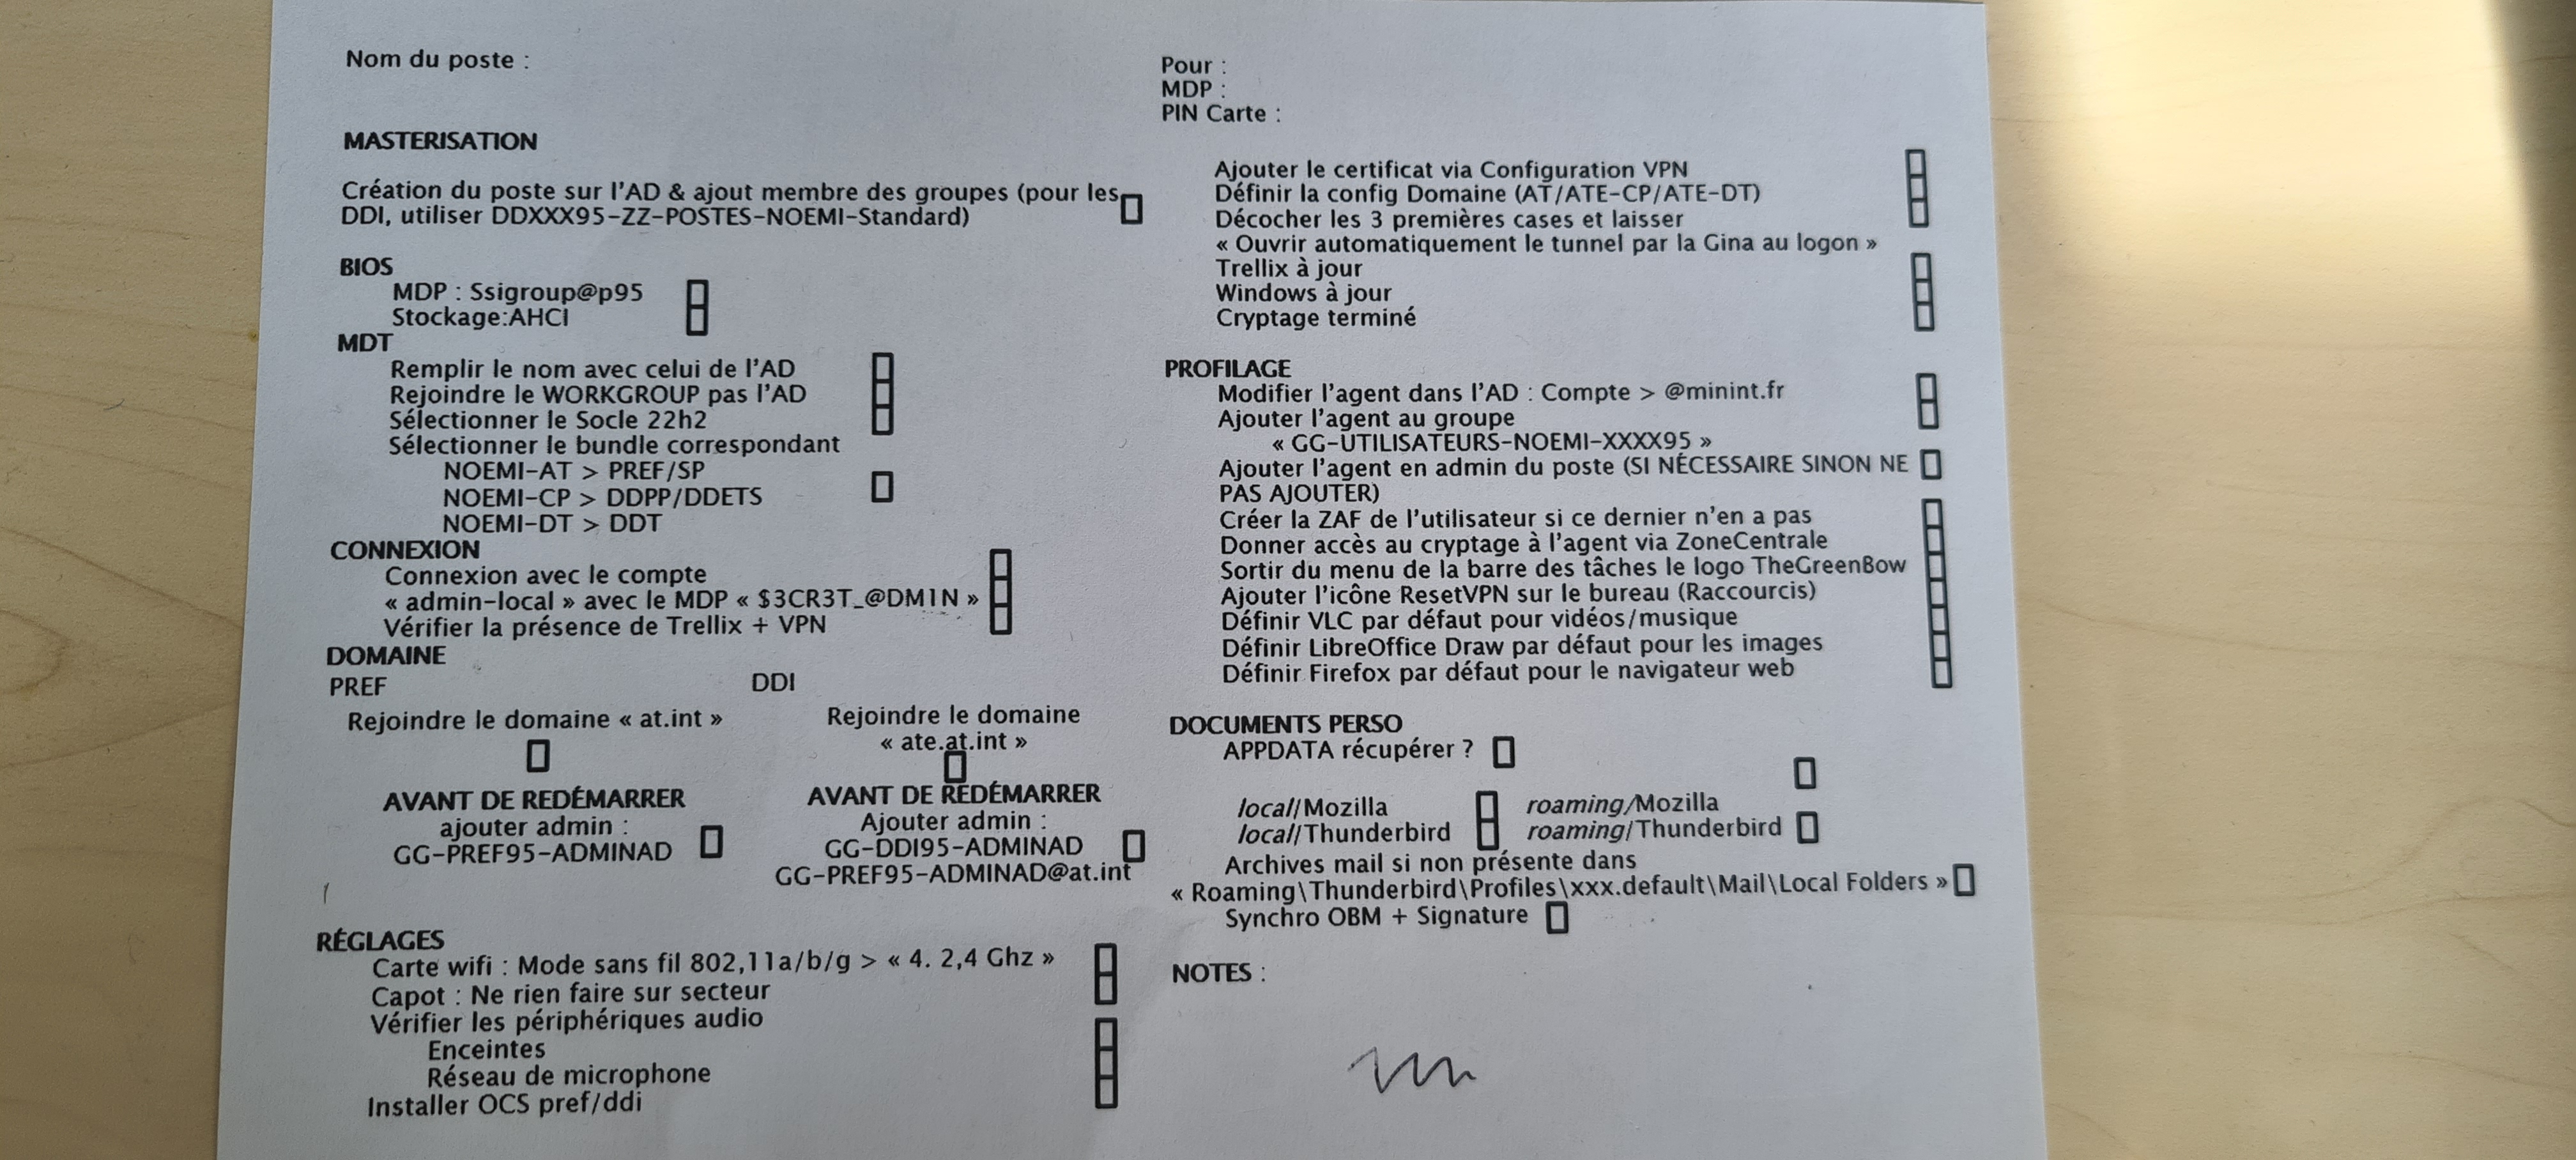 Nom du poste :
MASTERISATION
Création du poste sur l'AD & ajout membre des groupes (pour les
DDI, utiliser DDXXX95-ZZ-POSTES-NOEMI-Standard)
BIOS
MDP : Ssigroup@p95
Stockage:AHCI
MDT
Remplir le nom avec celui de l'AD
Rejoindre le WORKGROUP pas l'AD
Sélectionner le Socle 22h2
Sélectionner le bundle correspondant
NOEMI-AT > PREF/SP
NOEMI-CP > DDPP/DDETS
NOEMI-DT > DDT
CONNEXION
Connexion avec le compte
« admin-local » avec le MDP « $3CR3T_@DM1N »
Vérifier la présence de Trellix + VPN
DOMAINE
PREF
Rejoindre le domaine « at.int »
AVANT DE REDÉMARRER
ajouter admin :
GG-PREF95-ADMINAD
DDI
Rejoindre le domaine
« ate.at.int »
AVANT DE REDÉMARRER
Ajouter admin :
GG-DDI95-ADMINAD
GG-PREF95-ADMINAD@at.int
RÉGLAGES
Carte wifi : Mode sans fil 802,11a/b/g > « 4. 2,4 Ghz »
Capot : Ne rien faire sur secteur
Vérifier les périphériques audio
Enceintes
Réseau de microphone
Installer OCS pref/ddi
Pour :
MDP :
PIN Carte :
Ajouter le certificat via Configuration VPN
Définir la config Domaine (AT/ATE-CP/ATE-DT)
Décocher les 3 premières cases et laisser
« Ouvrir automatiquement le tunnel par la Gina au logon »
Trellix à jour
Windows à jour
Cryptage terminé
PROFILAGE
Modifier l'agent dans l'AD : Compte > @minint.fr
Ajouter l'agent au groupe
« GG-UTILISATEURS-NOEMI-XXXX95 »
Ajouter l'agent en admin du poste (SI NÉCESSAIRE SINON NE
PAS AJOUTER)
Créer la ZAF de l'utilisateur si ce dernier n'en a pas
Donner accès au cryptage à l'agent via ZoneCentrale
Sortir du menu de la barre des tâches le logo TheGreenBow
Ajouter l'icône ResetVPN sur le bureau (Raccourcis)
Définir VLC par défaut pour vidéos/musique
Définir LibreOffice Draw par défaut pour les images
Définir Firefox par défaut pour le navigateur web
DOCUMENTS PERSO
APPDATA récupérer ?
local/Mozilla roaming/Mozilla
local/Thunderbird roaming/Thunderbird
Archives mail si non présente dans
« Roaming\Thunderbird\Profiles\xxx.default\Mail\Local Folders »
Synchro OBM + Signature
NOTES :